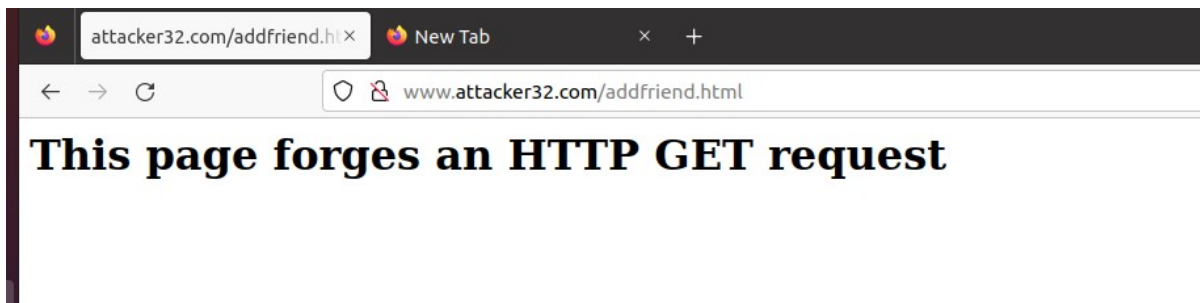 attacker32.com/addfriend.ht × New Tab × +
www.attacker32.com/addfriend.html
This page forges an HTTP GET request